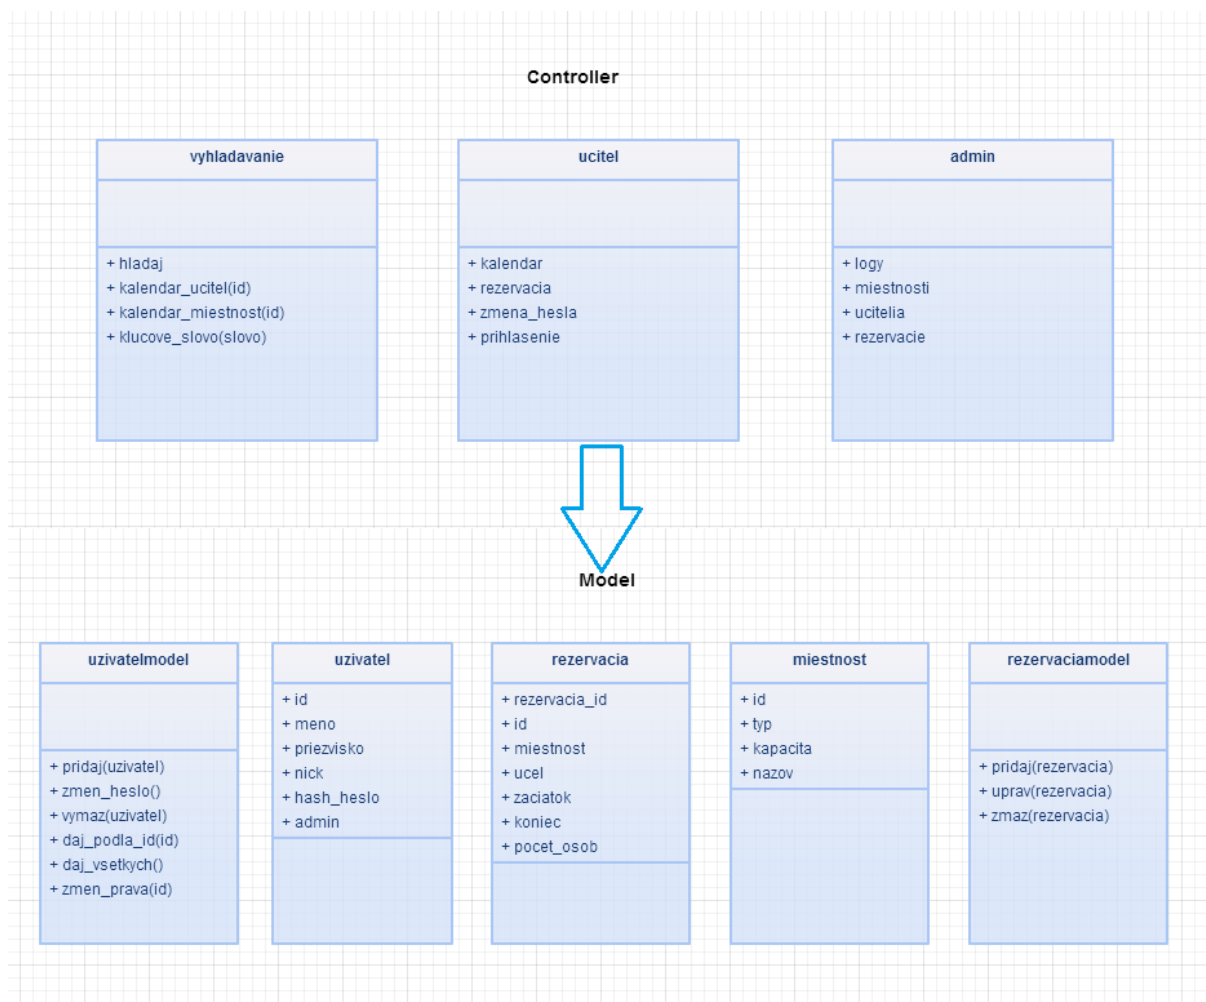 Controller
vyhladavanie
+ hladaj
+ kalendar_ucitel(id)
+ kalendar_miestnost(id)
+ klucove_slovo(slovo)
ucitel
+ kalendar
+ rezervacia
+ zmena_hesla
+ prihlasenie
admin
+ logy
+ miestnosti
+ ucitelia
+ rezervacie
Model
uzivatelmodel
+ pridaj(uzivatel)
+ zmen_heslo()
+ vymaz(uzivatel)
+ daj_podla_id(id)
+ daj_vsetkych()
+ zmen_prava(id)
uzivatel
+ id
+ meno
+ priezvisko
+ nick
+ hash_heslo
+ admin
rezervacia
+ rezervacia_id
+ id
+ miestnost
+ ucel
+ zaciatok
+ koniec
+ pocet_osob
miestnost
+ id
+ typ
+ kapacita
+ nazov
rezervaciamodel
+ pridaj(rezervacia)
+ uprav(rezervacia)
+ zmaz(rezervacia)